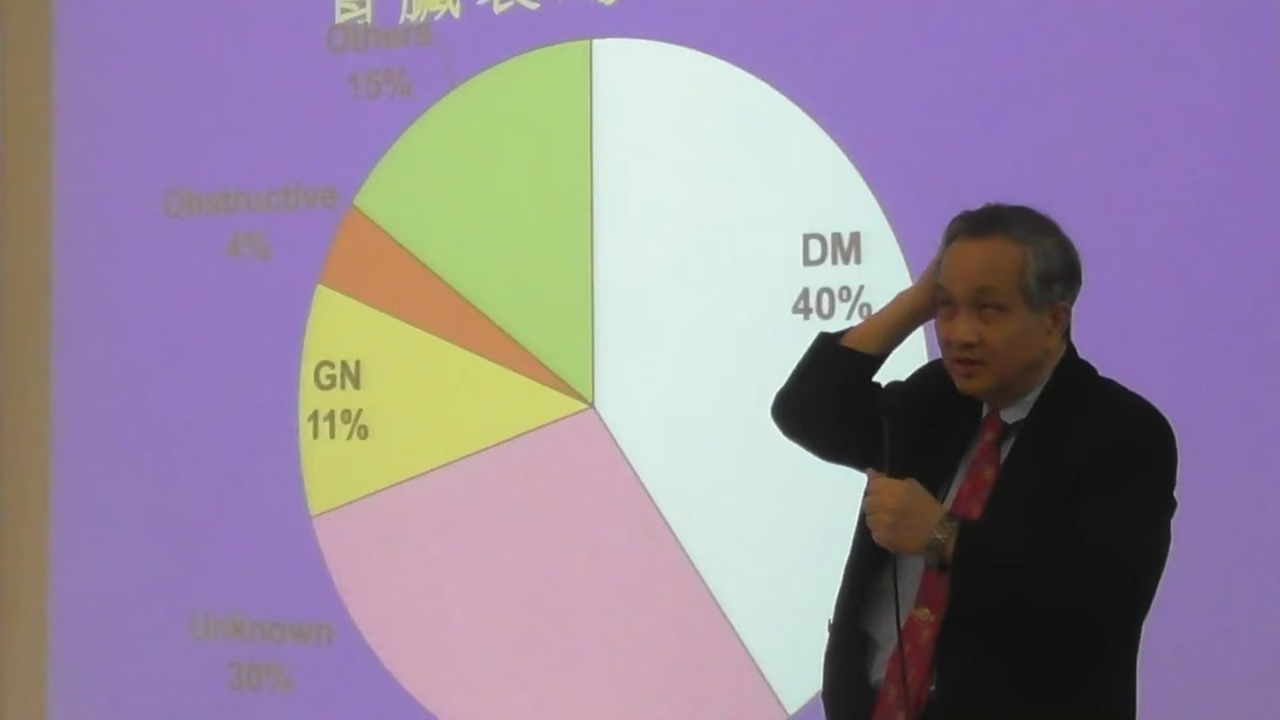 Others
15%
Obstructive
4%
DM
40%
GN
11%
Unknown
30%